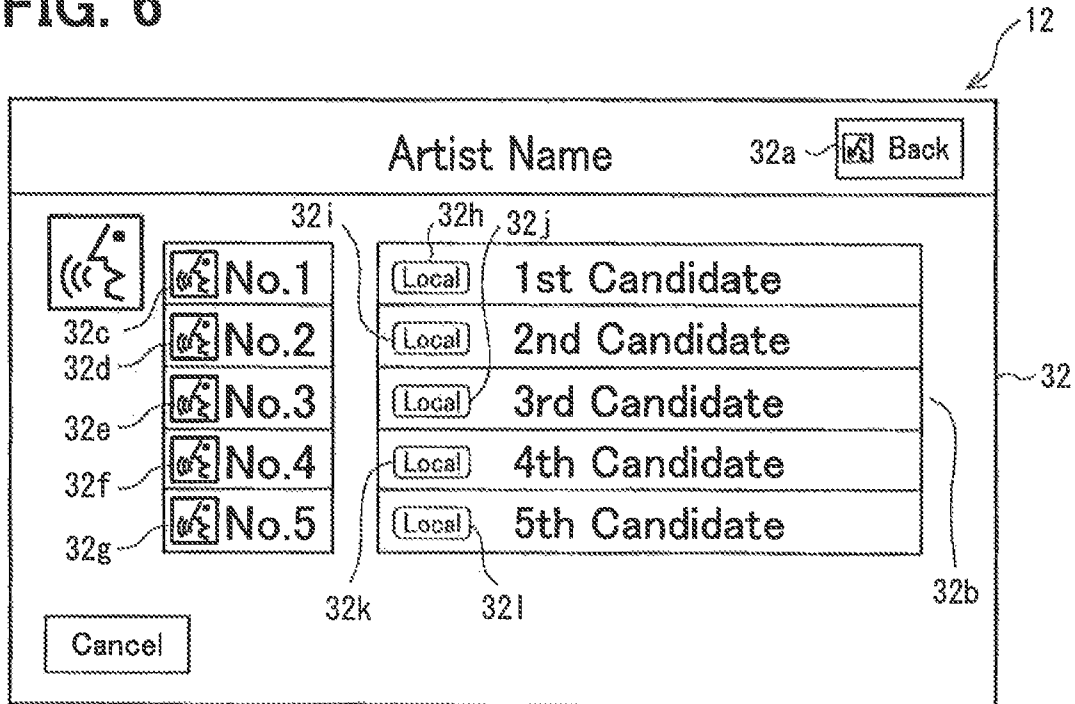 FIG. 6
12
Artist Name
32a
Back
32i
32h
32j
No.1
Local
1st Candidate
32c
No.2
Local
2nd Candidate
32d
No.3
Local
3rd Candidate
32
32e
No.4
Local
4th Candidate
32f
No.5
Local
5th Candidate
32g
32k
32l
32b
Cancel